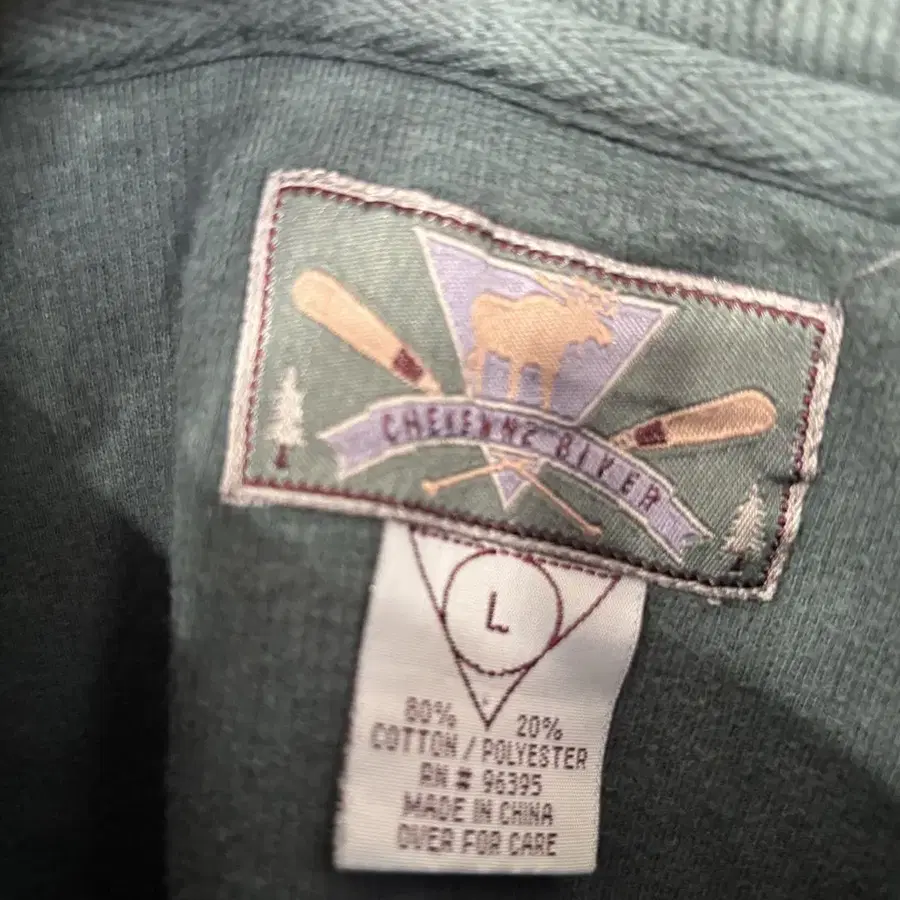 CHEYENNE RIVER
L
80% 20%
COTTON / POLYESTER
RN # 96395
MADE IN CHINA
OVER FOR CARE